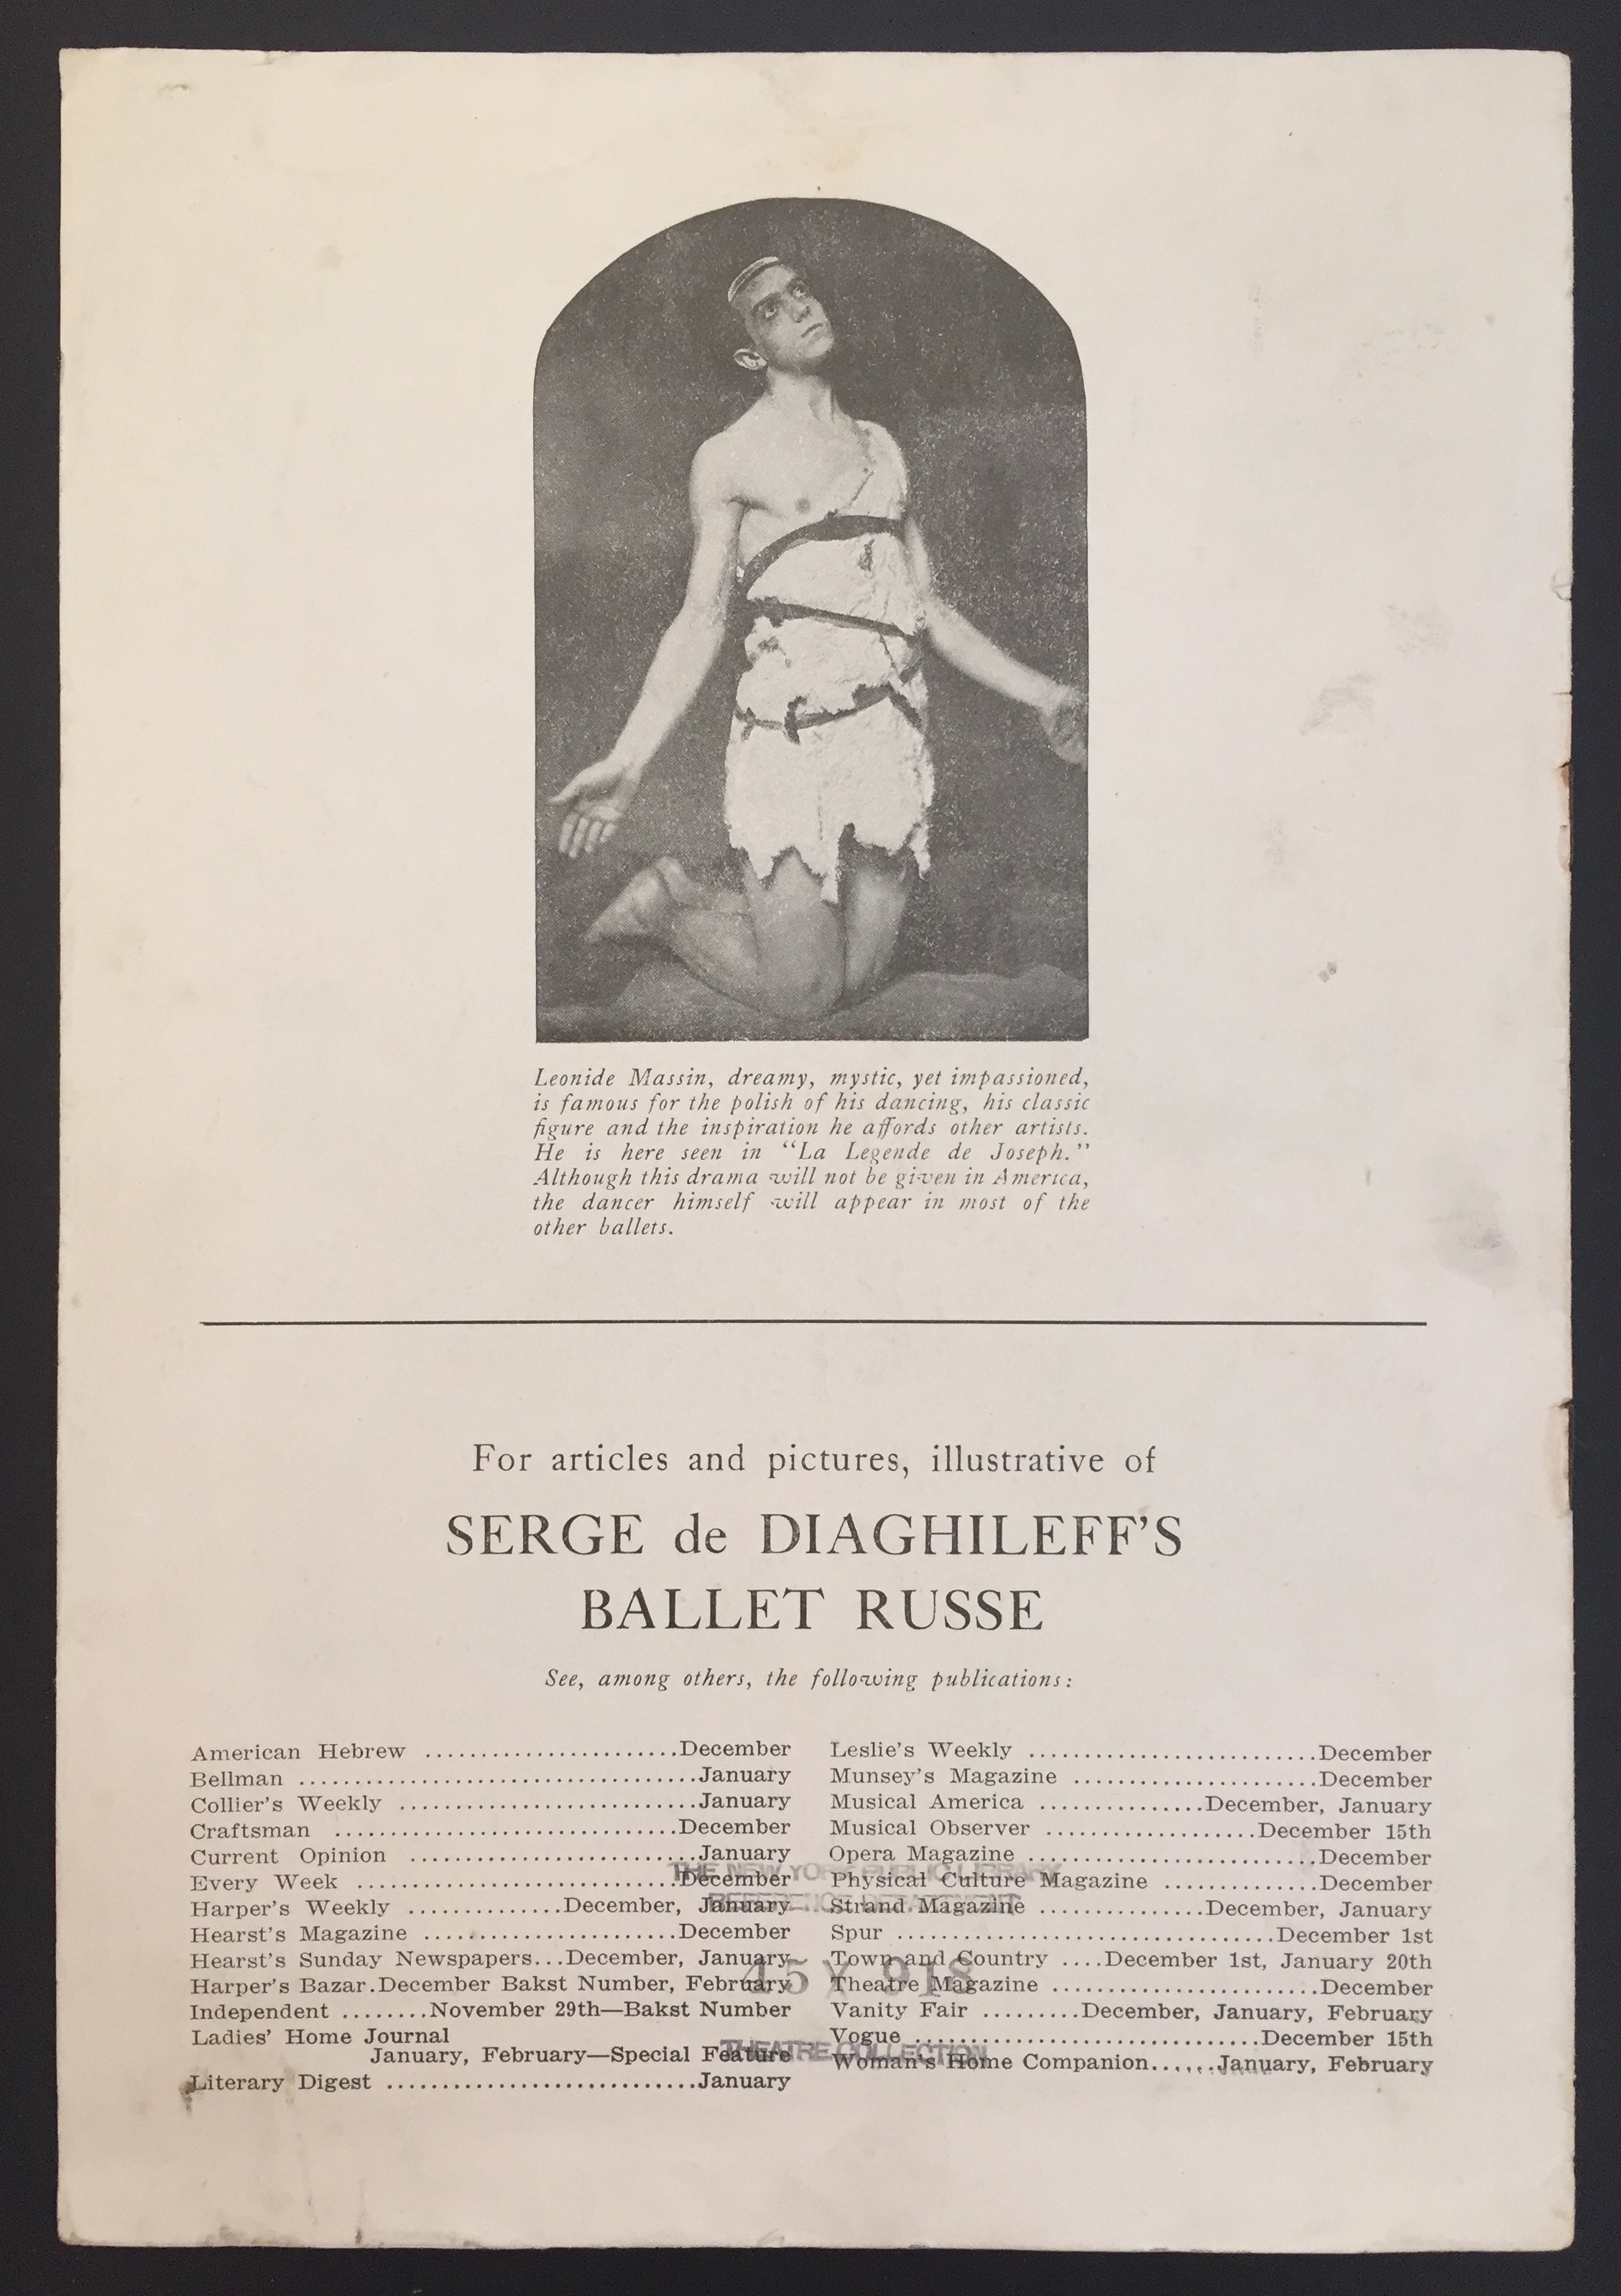 Leonide Massin, dreamy, mystic, yet impassioned,
is famous for the polish of his dancing, his classic
figure and the inspiration he affords other artists.
He is here seen in “La Legende de Joseph.”
Although this drama will not be given in America,
the dancer himself will appear in most of the
other ballets.
For articles and pictures, illustrative of
SERGE de DIAGHILEFF’S
BALLET RUSSE
See, among others, the following publications:
American Hebrew .......................December
Bellman ....................................January
Collier’s Weekly ...........................January
Craftsman ...............................December
Current Opinion ..........................January
Every Week .............................December
Harper’s Weekly ..............December, January
Hearst’s Magazine .......................December
Hearst’s Sunday Newspapers...December, January
Harper’s Bazar.December Bakst Number, February
Independent ........November 29th—Bakst Number
Ladies’ Home Journal
January, February—Special Feature
Literary Digest ............................January
Leslie’s Weekly ..........................December
Munsey’s Magazine ......................December
Musical America ...............December, January
Musical Observer ...................December 15th
Opera Magazine ..........................December
Physical Culture Magazine ..............December
Strand Magazine ...............December, January
Spur ..................................December 1st
Town and Country ....December 1st, January 20th
Theatre Magazine ........................December
Vanity Fair .........December, January, February
Vogue ...............................December 15th
Woman’s Home Companion......January, February
THE NEW YORK PUBLIC LIBRARY
REFERENCE DEPARTMENT
THEATRE COLLECTION